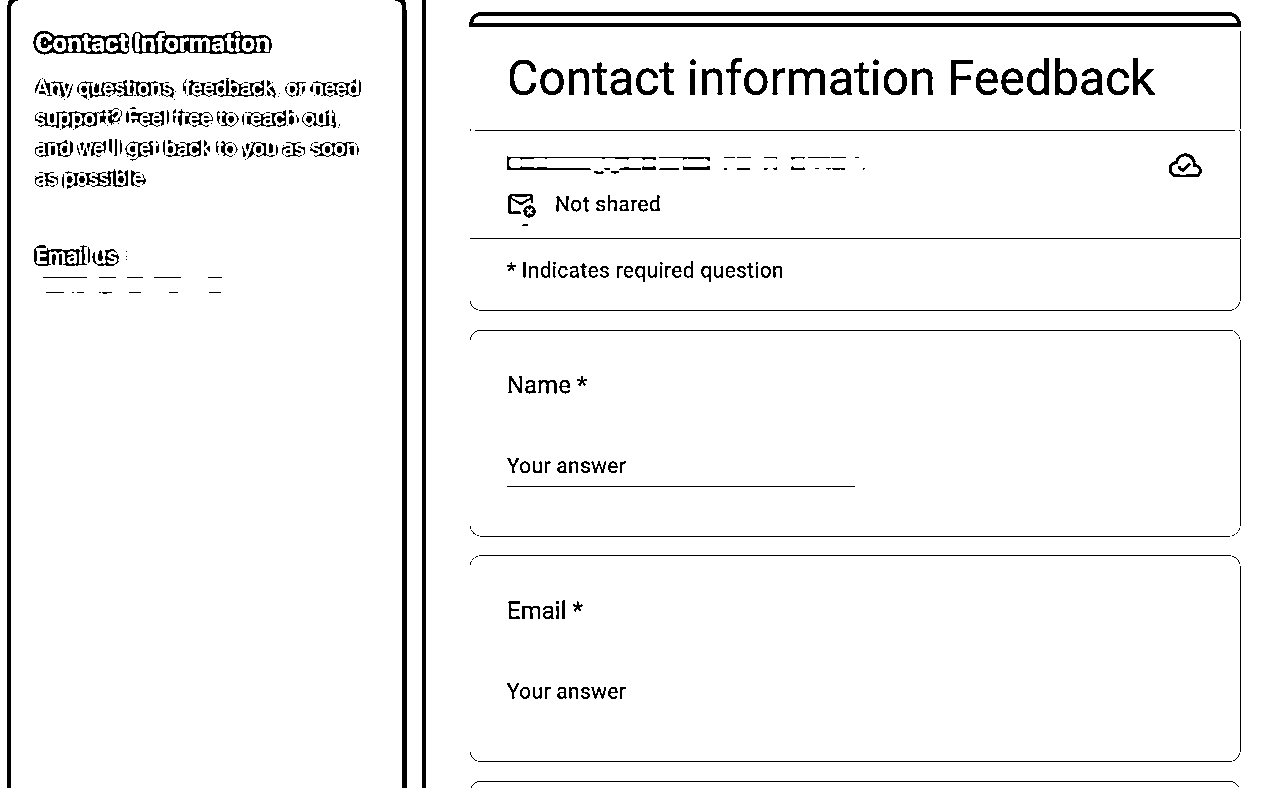 Contact Information
Any questions, feedback, or need
support? Feel free to reach out,
and we'll get back to you as soon
as possible
Email us :
Contact information Feedback
Not shared
* Indicates required question
Name *
Your answer
Email *
Your answer